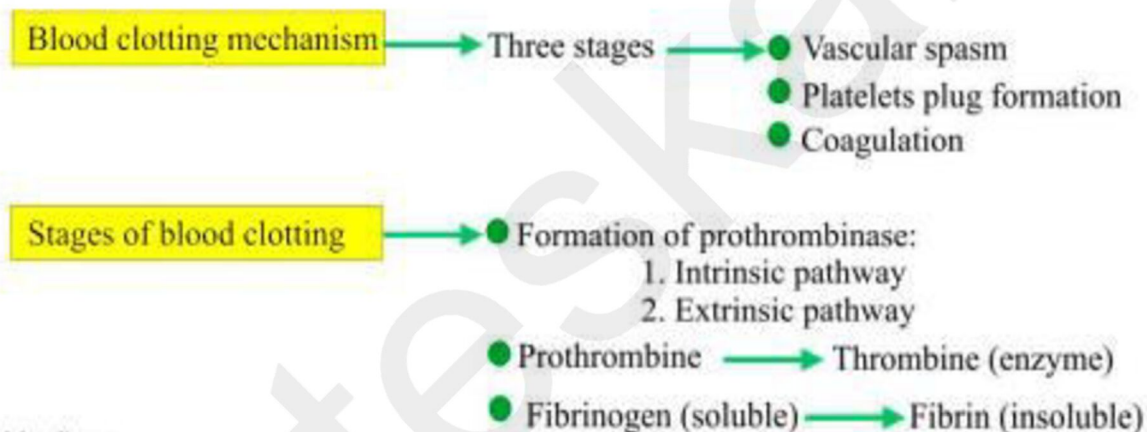 Blood clotting mechanism Three stages Vascular spasm
Platelets plug formation
Coagulation
Stages of blood clotting Formation of prothrombinase:
1. Intrinsic pathway
2. Extrinsic pathway
Prothrombine Thrombine (enzyme)
Fibrinogen (soluble) Fibrin (insoluble)